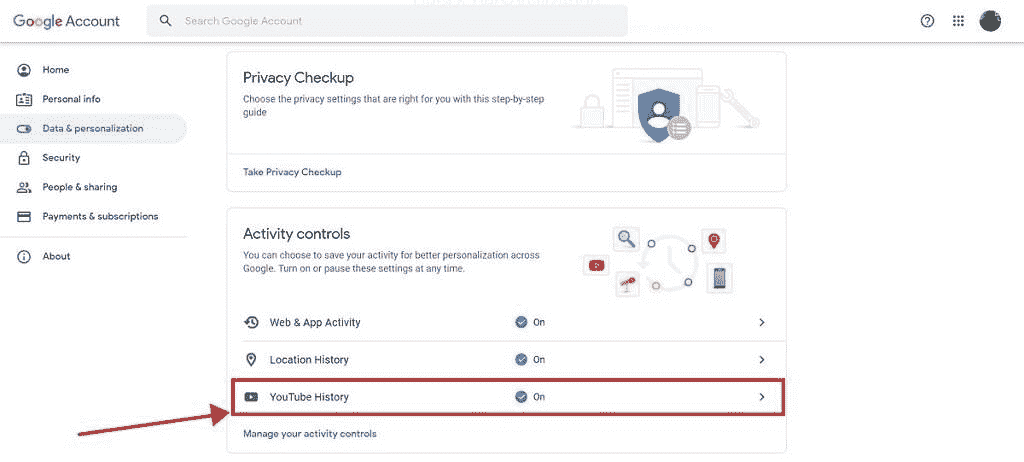 Google Account
Search Google Account
Home
Personal info
Data & personalization
Security
People & sharing
Payments & subscriptions
About
Privacy Checkup
Choose the privacy settings that are right for you with this step-by-step
guide
Take Privacy Checkup
Activity controls
You can choose to save your activity for better personalization across
Google. Turn on or pause these settings at any time.
Web & App Activity On
Location History On
YouTube History On
Manage your activity controls